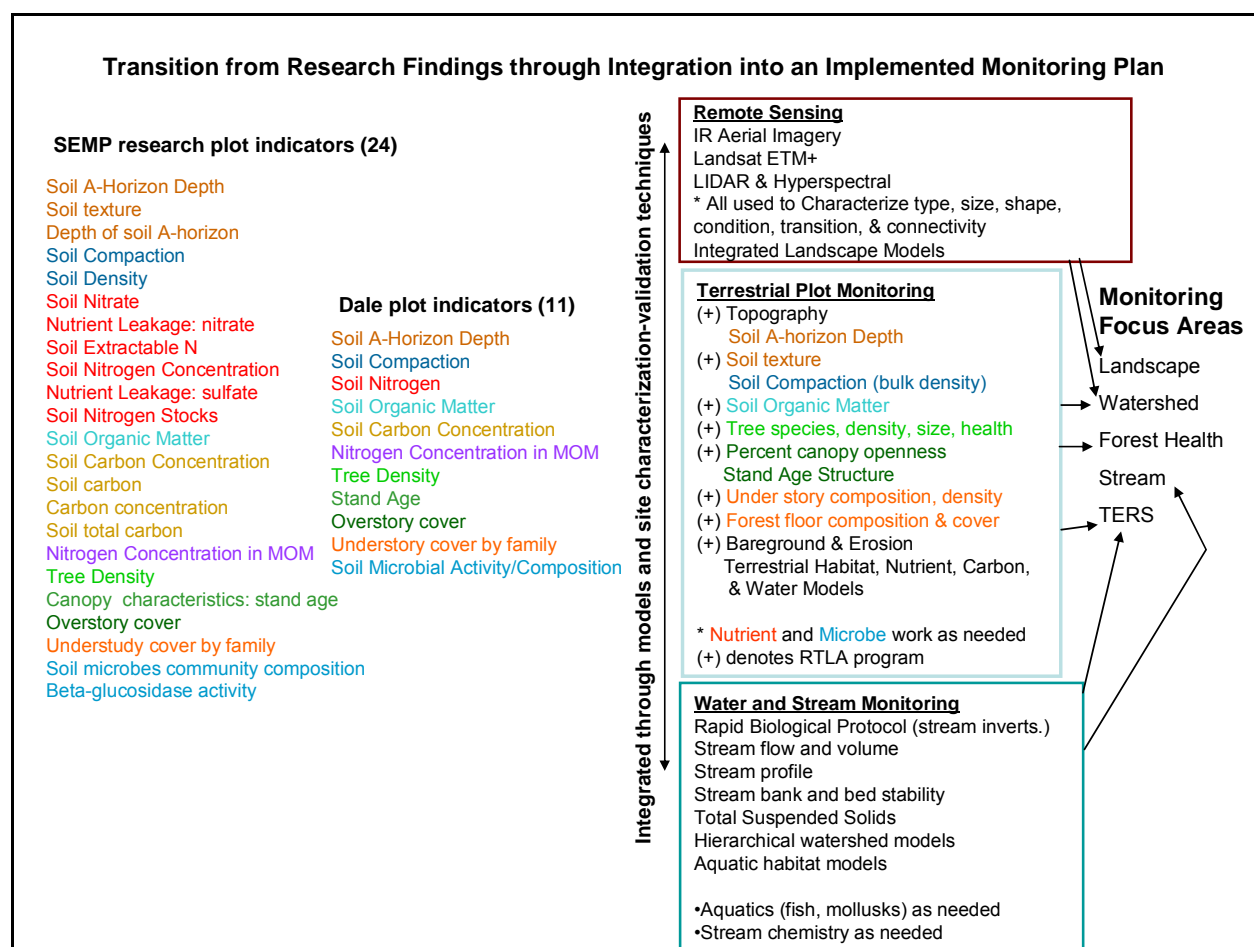 Transition from Research Findings through Integration into an Implemented Monitoring Plan
SEMP research plot indicators (24)
Soil A-Horizon Depth
Soil texture
Depth of soil A-horizon
Soil Compaction
Soil Density
Soil Nitrate
Nutrient Leakage: nitrate
Soil Extractable N
Soil Nitrogen Concentration
Nutrient Leakage: sulfate
Soil Nitrogen Stocks
Soil Organic Matter
Soil Carbon Concentration
Soil carbon
Carbon concentration
Soil total carbon
Nitrogen Concentration in MOM
Tree Density
Canopy characteristics: stand age
Overstory cover
Understudy cover by family
Soil microbes community composition
Beta-glucosidase activity
Dale plot indicators (11)
Soil A-Horizon Depth
Soil Compaction
Soil Nitrogen
Soil Organic Matter
Soil Carbon Concentration
Nitrogen Concentration in MOM
Tree Density
Stand Age
Overstory cover
Understory cover by family
Soil Microbial Activity/Composition
Integrated through models and site characterization-validation techniques
Remote Sensing
IR Aerial Imagery
Landsat ETM+
LIDAR & Hyperspectral
* All used to Characterize type, size, shape,
condition, transition, & connectivity
Integrated Landscape Models
Terrestrial Plot Monitoring
(+) Topography
Soil A-horizon Depth
(+) Soil texture
Soil Compaction (bulk density)
(+) Soil Organic Matter
(+) Tree species, density, size, health
(+) Percent canopy openness
Stand Age Structure
(+) Under story composition, density
(+) Forest floor composition & cover
(+) Bareground & Erosion
Terrestrial Habitat, Nutrient, Carbon,
& Water Models
* Nutrient and Microbe work as needed
(+) denotes RTLA program
Water and Stream Monitoring
Rapid Biological Protocol (stream inverts.)
Stream flow and volume
Stream profile
Stream bank and bed stability
Total Suspended Solids
Hierarchical watershed models
Aquatic habitat models
•Aquatics (fish, mollusks) as needed
•Stream chemistry as needed
Monitoring
Focus Areas
Landscape
Watershed
Forest Health
Stream
TERS